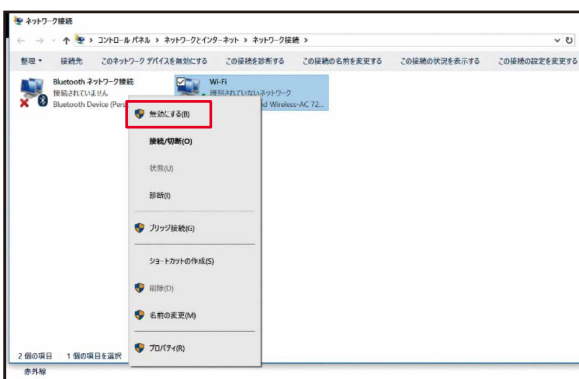 ネットワーク接続
コントロール パネル › ネットワークとインターネット › ネットワーク接続 ›
整理 接続先 このネットワーク デバイスを無効にする この接続を診断する この接続の名前を変更する この接続の状況を表示する この接続の設定を変更する
Bluetooth ネットワーク接続
接続されていません
Bluetooth Device (Pers
Wi-Fi
識別されていないネットワーク
d Wireless-AC 72...
無効にする(B)
接続/切断(O)
状態(U)
診断(I)
ブリッジ接続(G)
ショートカットの作成(S)
削除(D)
名前の変更(M)
プロパティ(R)
2 個の項目 1 個の項目を選択
赤外線